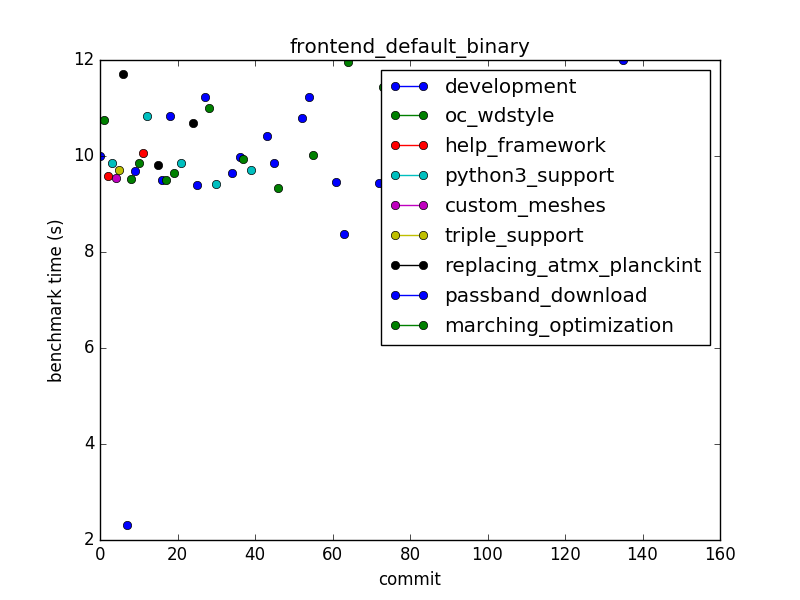 frontend_default_binary
12
10
8
6
4
2
benchmark time (s)
development
oc_wdstyle
help_framework
python3_support
custom_meshes
triple_support
replacing_atmx_planckint
passband_download
marching_optimization
0 20 40 60 80 100 120 140 160
commit